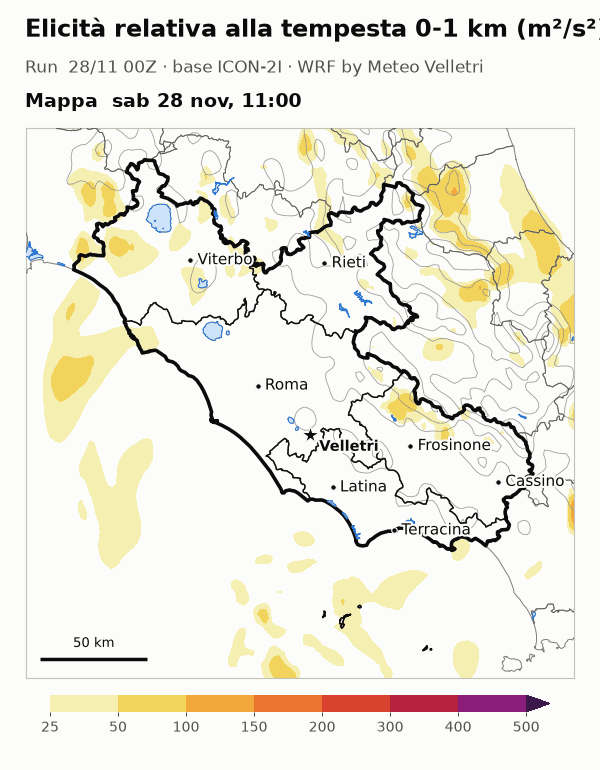 Elicità relativa alla tempesta 0-1 km (m²/s²)
Run 28/11 00Z · base ICON-2I · WRF by Meteo Velletri
Mappa sab 28 nov, 11:00
Viterbo
Rieti
Roma
Velletri
Frosinone
Cassino
Latina
Terracina
50 km
25 50 100 150 200 300 400 500